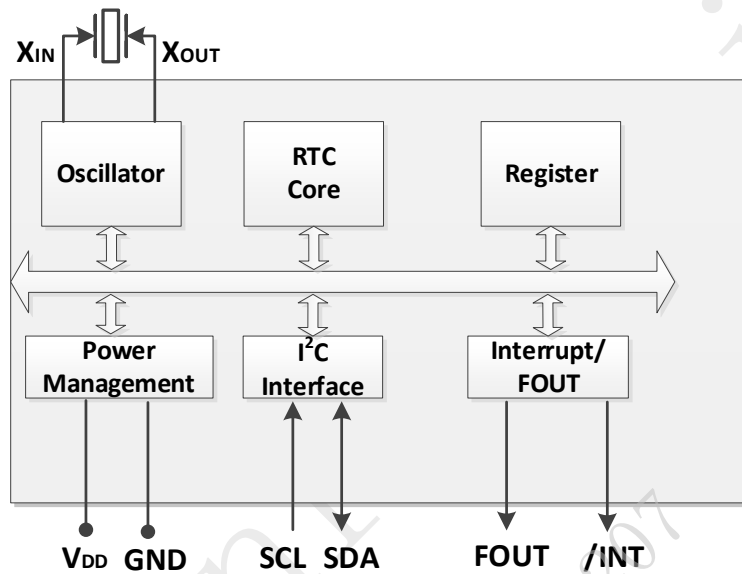 XIN XOUT
Oscillator
RTC
Core
Register
Power
Management
I²C
Interface
Interrupt/
FOUT
VDD GND SCL SDA FOUT /INT